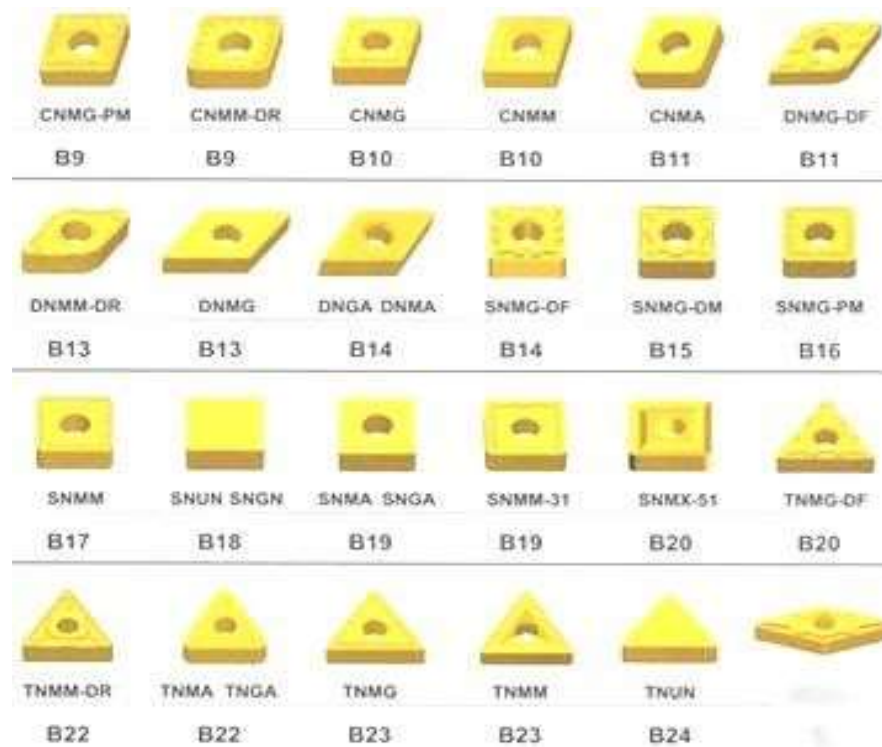 CNMG-PM CNMM-DR CNMG CNMM CNMA DNMG-DF
B9 B9 B10 B10 B11 B11
DNMM-DR DNMG DNGA DNMA SNMG-DF SNMG-DM SNMG-PM
B13 B13 B14 B14 B15 B16
SNMM SNUN SNGN SNMA SNGA SNMM-31 SNMX-51 TNMG-DF
B17 B18 B19 B19 B20 B20
TNMM-DR TNMA TNGA TNMG TNMM TNUN
B22 B22 B23 B23 B24